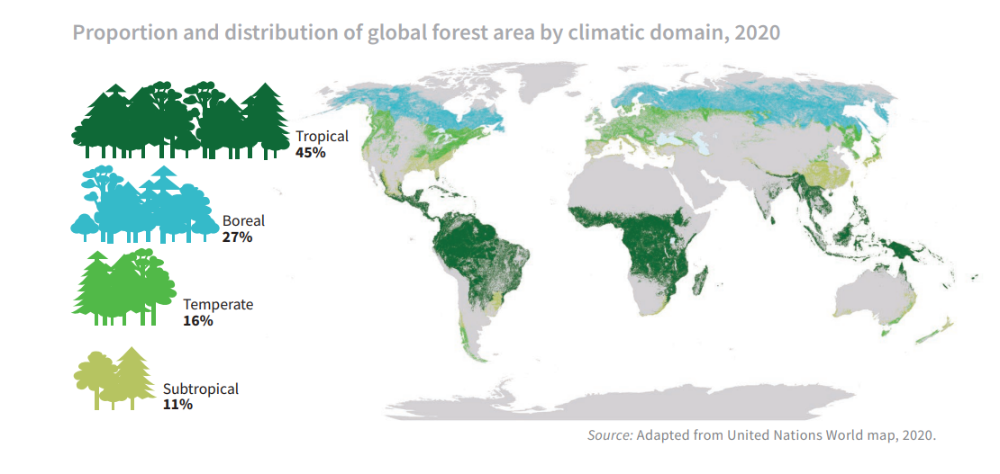 Proportion and distribution of global forest area by climatic domain, 2020
Tropical
45%
Boreal
27%
Temperate
16%
Subtropical
11%
Source: Adapted from United Nations World map, 2020.